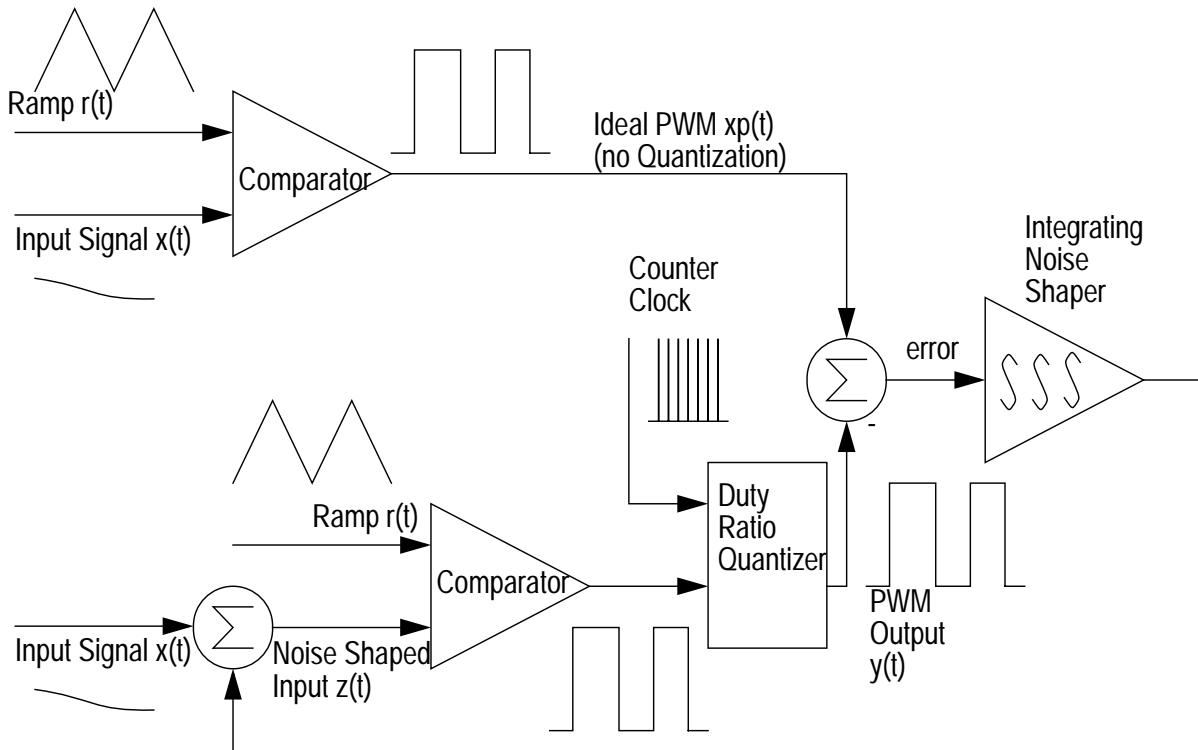 Ramp r(t)
Comparator
Input Signal x(t)
Ideal PWM xp(t)
(no Quantization)
Counter
Clock
Integrating
Noise
Shaper
error
Σ
-
Ramp r(t)
Comparator
Duty
Ratio
Quantizer
Input Signal x(t)
Σ
Noise Shaped
Input z(t)
PWM
Output
y(t)
∫ ∫ ∫